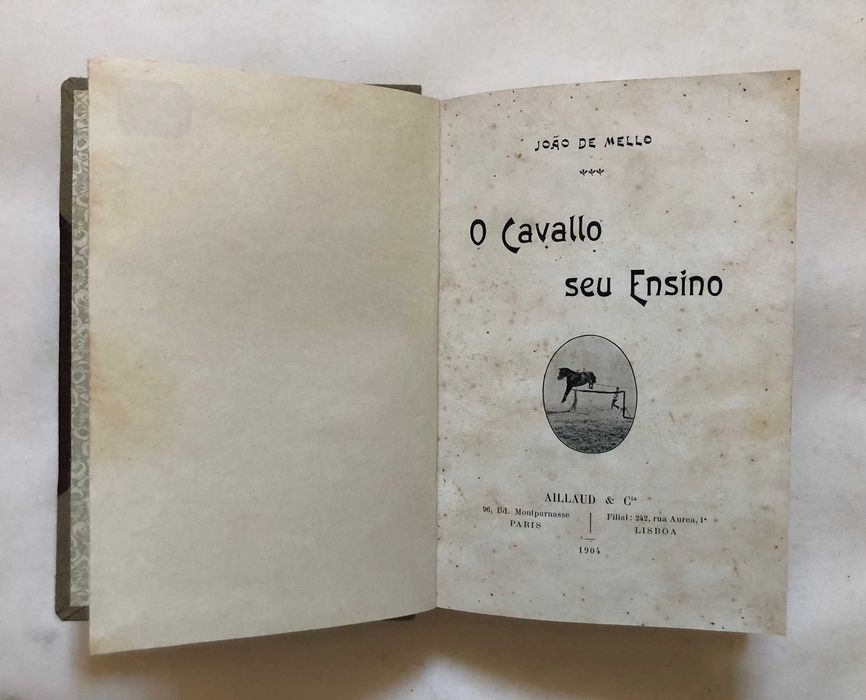 JOÃO DE MELLO
O Cavallo
seu Ensino
AILLAUD & Cia
96, Bd. Montparnasse
PARIS
Filial : 242, rua Aurea, 1º
LISBOA
1904